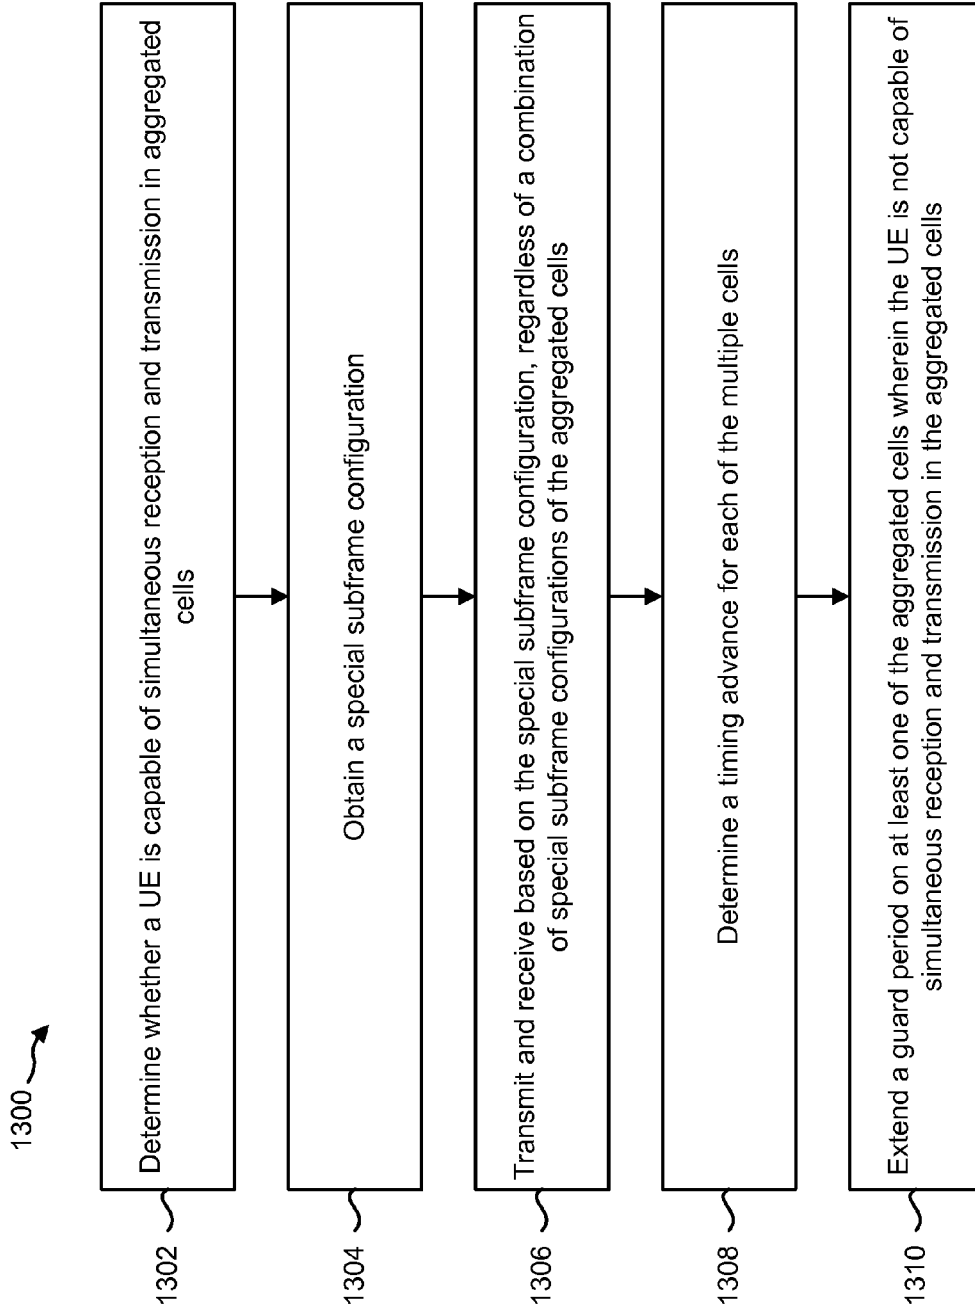 1300
1302
Determine whether a UE is capable of simultaneous reception and transmission in aggregated
cells
1304
Obtain a special subframe configuration
1306
Transmit and receive based on the special subframe configuration, regardless of a combination
of special subframe configurations of the aggregated cells
1308
Determine a timing advance for each of the multiple cells
1310
Extend a guard period on at least one of the aggregated cells wherein the UE is not capable of
simultaneous reception and transmission in the aggregated cells